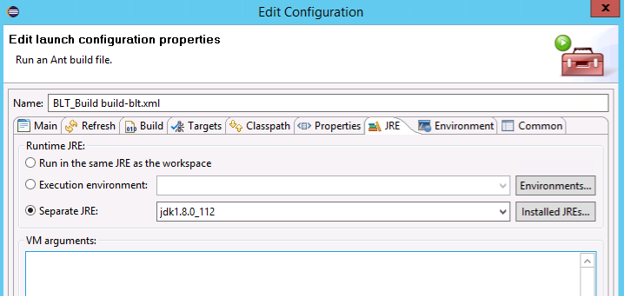 Edit Configuration
X
Edit launch configuration properties
Run an Ant build file.
Name: BLT_Build build-blt.xml
Main Refresh Build Targets Classpath Properties JRE Environment Common
Runtime JRE:
Run in the same JRE as the workspace
Execution environment: Environments...
Separate JRE: jdk1.8.0_112 Installed JREs...
VM arguments: